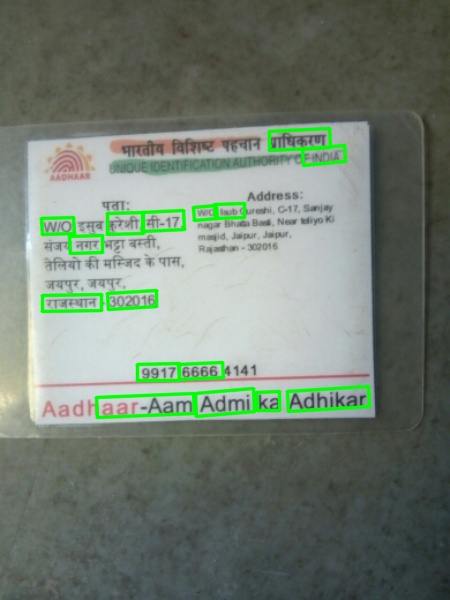 भारतीय विशिष्ट पहचान प्राधिकरण
UNIQUE IDENTIFICATION AUTHORITY OF INDIA
AADHAAR
पता:
W/O इसुब कुरेशी, सी-17,
संजय नगर भट्टा बस्ती,
तेलियो की मस्जिद के पास,
जयपुर, जयपुर,
राजस्थान - 302016
Address:
W/O Isub Qureshi, C-17, Sanjay
nagar Bhatta Basti, Near teliyo Ki
masjid, Jaipur, Jaipur,
Rajasthan - 302016
9917 6666 4141
Aadhaar-Aam Admi ka Adhikar